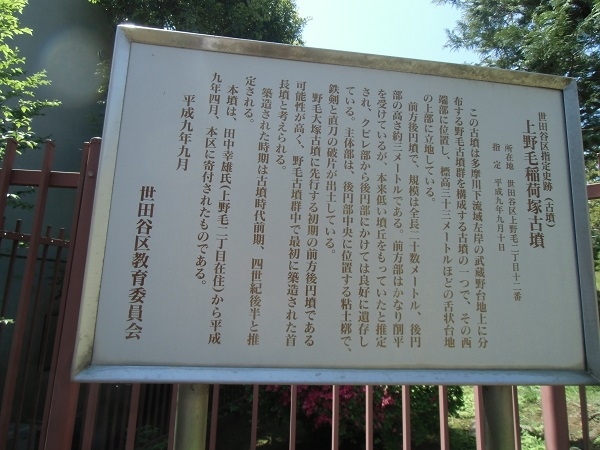 世田谷区指定史跡（古墳）
上野毛稲荷塚古墳
所在地　世田谷区上野毛二丁目十二番
指　定　平成九年九月十日
この古墳は多摩川下流域左岸の武蔵野台地上に分
布する野毛古墳群を構成する古墳の一つで、その西
端部に位置し、標高三十三メートルほどの舌状台地
の上部に立地している。
前方後円墳で、規模は全長二十数メートル、後円
部の高さ約三メートルである。前方部はかなり削平
を受けているが、本来低い墳丘をもっていたと推定
され、クビレ部から後円部にかけては良好に遺存し
ている。主体部は、後円部中央に位置する粘土槨で、
鉄剣と直刀の破片が出土している。
野毛大塚古墳に先行する初期の前方後円墳である
可能性が高く、野毛古墳群中で最初に築造された首
長墳と考えられる。
築造された時期は古墳時代前期、四世紀後半と推
定される。
本墳は、田中幸雄氏（上野毛二丁目在住）から平成
九年四月、本区に寄付されたものである。
平成九年九月
世田谷区教育委員会